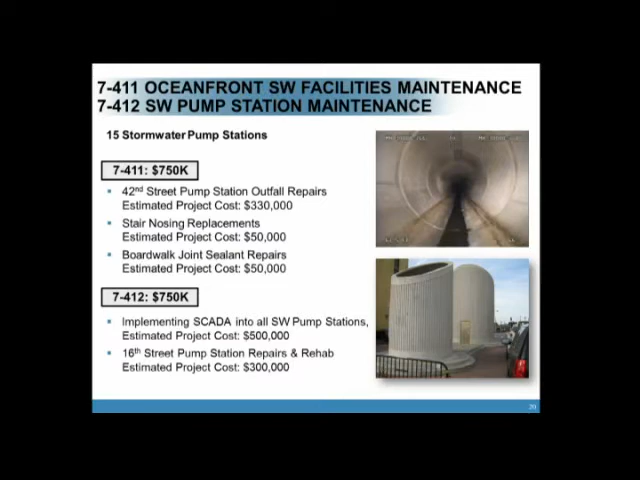 7-411 OCEANFRONT SW FACILITIES MAINTENANCE
7-412 SW PUMP STATION MAINTENANCE
15 Stormwater Pump Stations
7-411: $750K
42nd Street Pump Station Outfall Repairs
Estimated Project Cost: $330,000
Stair Nosing Replacements
Estimated Project Cost: $50,000
Boardwalk Joint Sealant Repairs
Estimated Project Cost: $50,000
7-412: $750K
Implementing SCADA into all SW Pump Stations,
Estimated Project Cost: $500,000
16th Street Pump Station Repairs & Rehab
Estimated Project Cost: $300,000